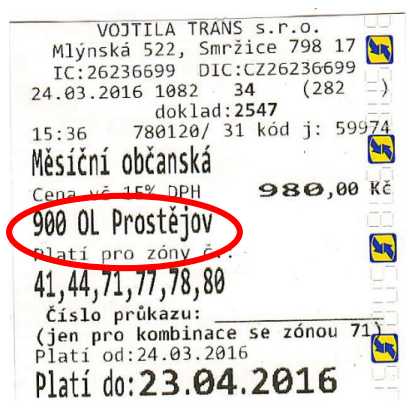 VOJTILA TRANS s.r.o.
Mlýnská 522, Smržice 798 17
IC:26236699 DIC:CZ26236699
24.03.2016 1082 34 (282 )
doklad:2547
15:36 780120/ 31 kód j: 59974
Měsíční občanská
Cena vč 15% DPH 980,00 Kč
900 OL Prostějov
Platí pro zóny č..
41,44,71,77,78,80
Číslo průkazu: ____________
(jen pro kombinace se zónou 71)
Platí od:24.03.2016
Platí do:23.04.2016